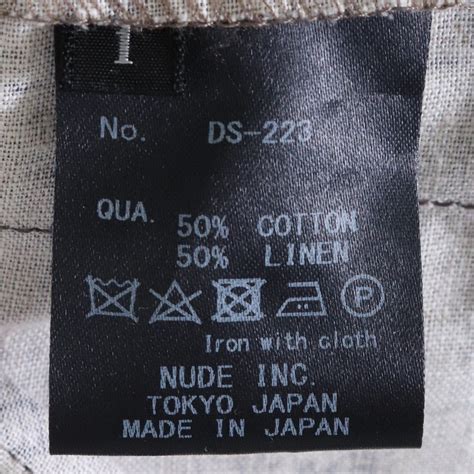 1
No. DS-223
QUA. 50% COTTON
50% LINEN
P
Iron with cloth
NUDE INC.
TOKYO JAPAN
MADE IN JAPAN